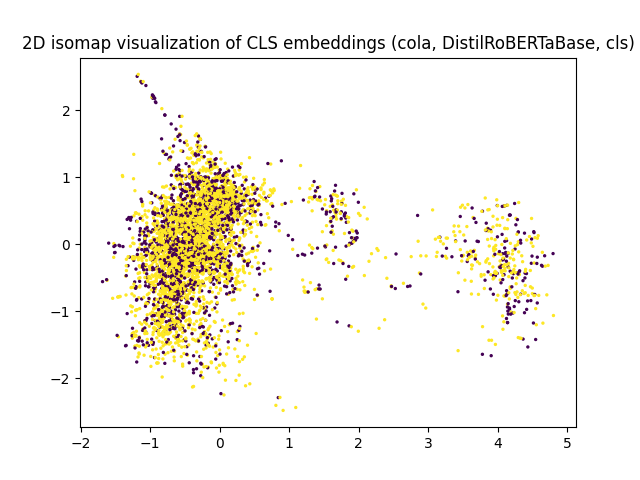 2D isomap visualization of CLS embeddings (cola, DistilRoBERTaBase, cls)
2
1
0
−1
−2
−2 −1 0 1 2 3 4 5